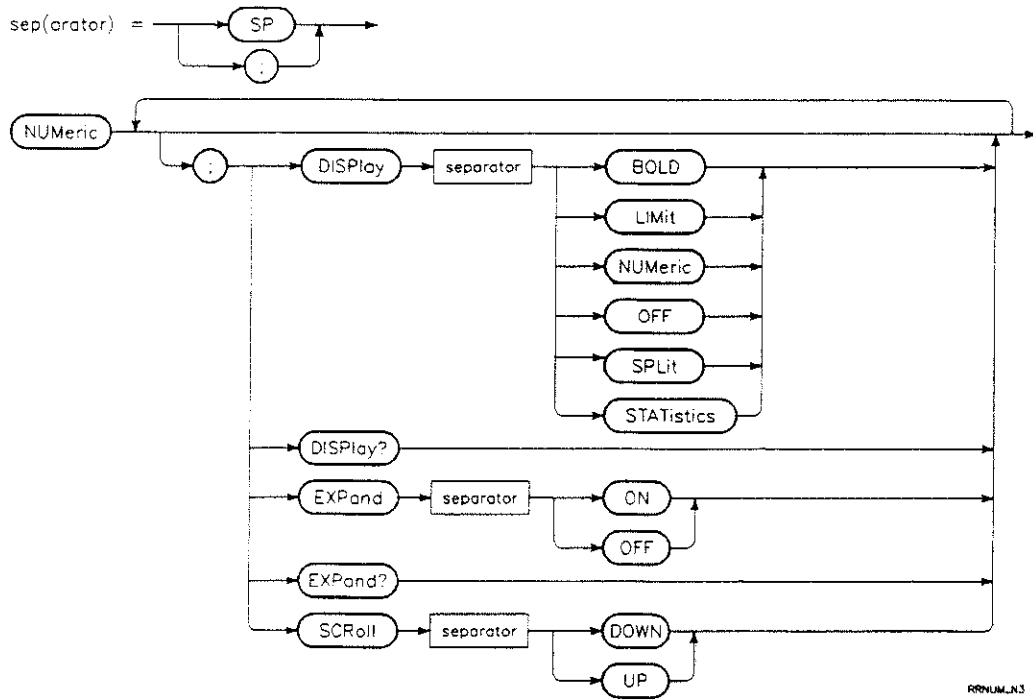 sep(arator) =
SP
;
NUMeric
;
DISPlay
separator
BOLD
LIMit
NUMeric
OFF
SPLit
STATistics
DISPlay?
EXPand
separator
ON
OFF
EXPand?
SCRoll
separator
DOWN
UP
RRNUM_N3